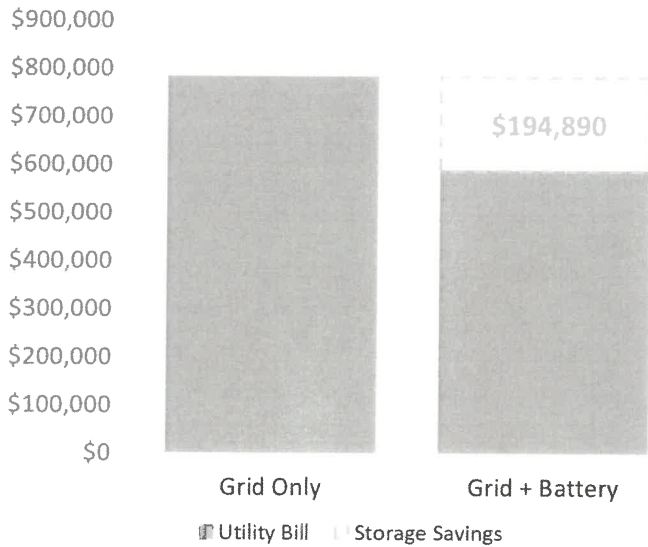 $900,000
$800,000
$700,000
$600,000
$500,000
$400,000
$300,000
$200,000
$100,000
$0
$194,890
Grid Only
Grid + Battery
Utility Bill
Storage Savings